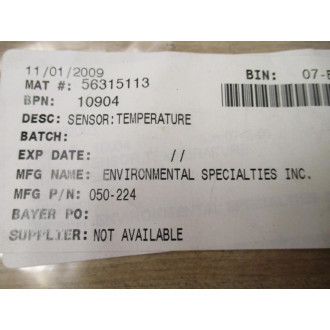 11/01/2009
BIN: 07-
MAT #: 56315113
BPN: 10904
DESC: SENSOR:TEMPERATURE
BATCH:
EXP DATE: //
MFG NAME: ENVIRONMENTAL SPECIALTIES INC.
MFG P/N: 050-224
BAYER PO:
SUPPLIER: NOT AVAILABLE